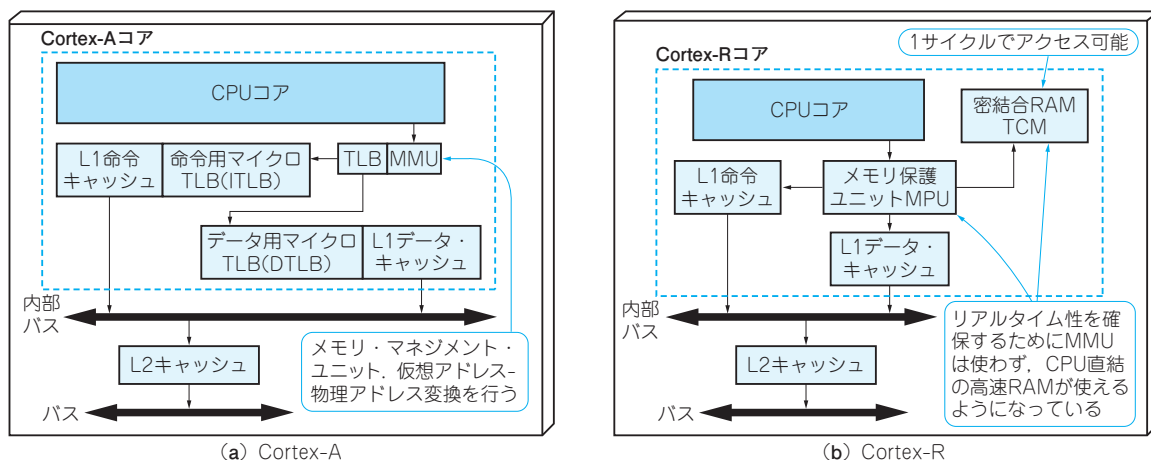 Cortex-Aコア
CPUコア
L1命令
キャッシュ
命令用マイクロ
TLB(ITLB)
TLB
MMU
データ用マイクロ
TLB(DTLB)
L1データ・
キャッシュ
内部
バス
L2キャッシュ
バス
メモリ・マネジメント・
ユニット．仮想アドレス-
物理アドレス変換を行う
(a) Cortex-A
1サイクルでアクセス可能
Cortex-Rコア
CPUコア
密結合RAM
TCM
L1命令
キャッシュ
メモリ保護
ユニットMPU
L1データ・
キャッシュ
内部
バス
L2キャッシュ
バス
リアルタイム性を確
保するためにMMU
は使わず，CPU直結
の高速RAMが使える
ようになっている
(b) Cortex-R